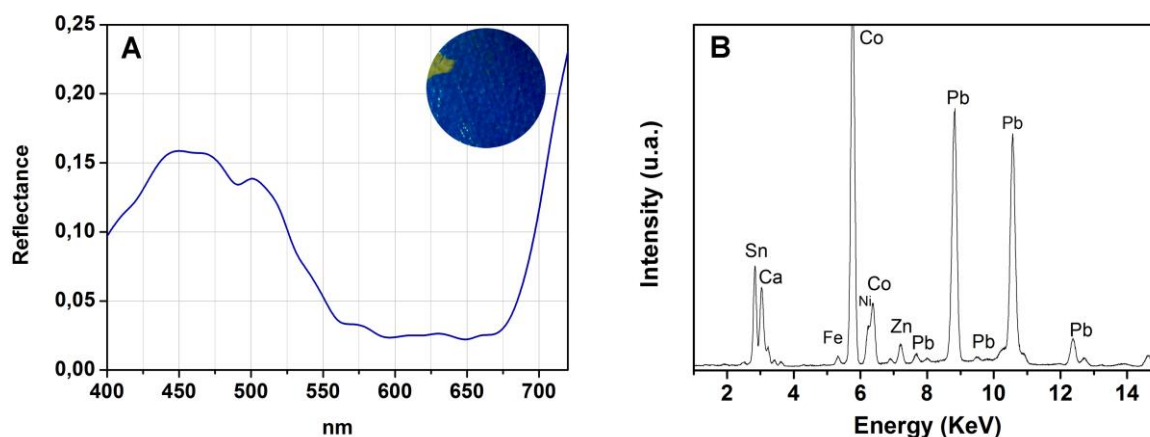 A
0,25
0,20
0,15
0,10
0,05
0,00
Reflectance
400 450 500 550 600 650 700
nm
B
Intensity (u.a.)
Co
Pb
Pb
Sn
Ca
Fe
Ni
Co
Zn
Pb
Pb
Pb
2 4 6 8 10 12 14
Energy (KeV)